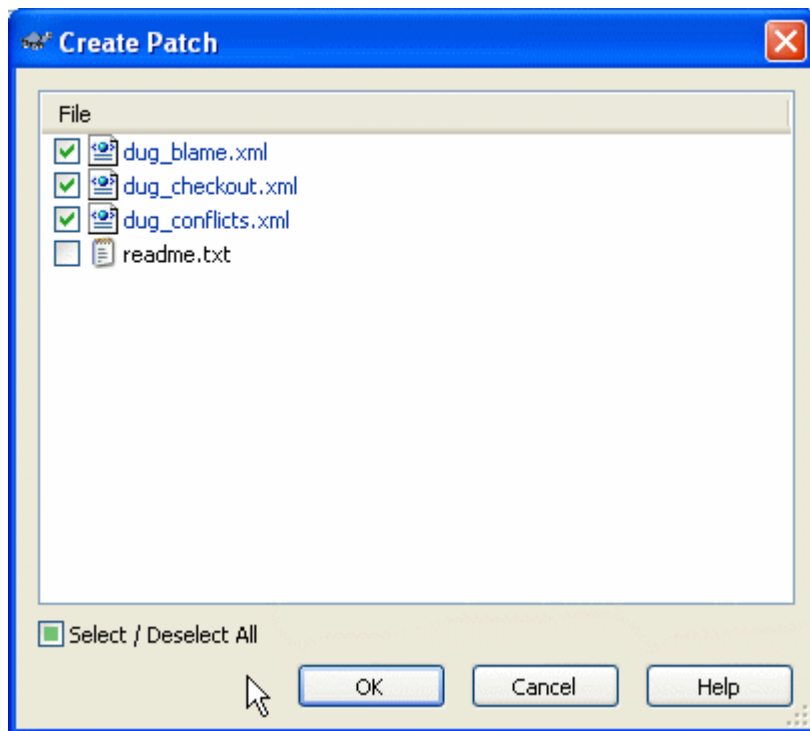 Create Patch
File
dug_blame.xml
dug_checkout.xml
dug_conflicts.xml
readme.txt
Select / Deselect All
OK Cancel Help